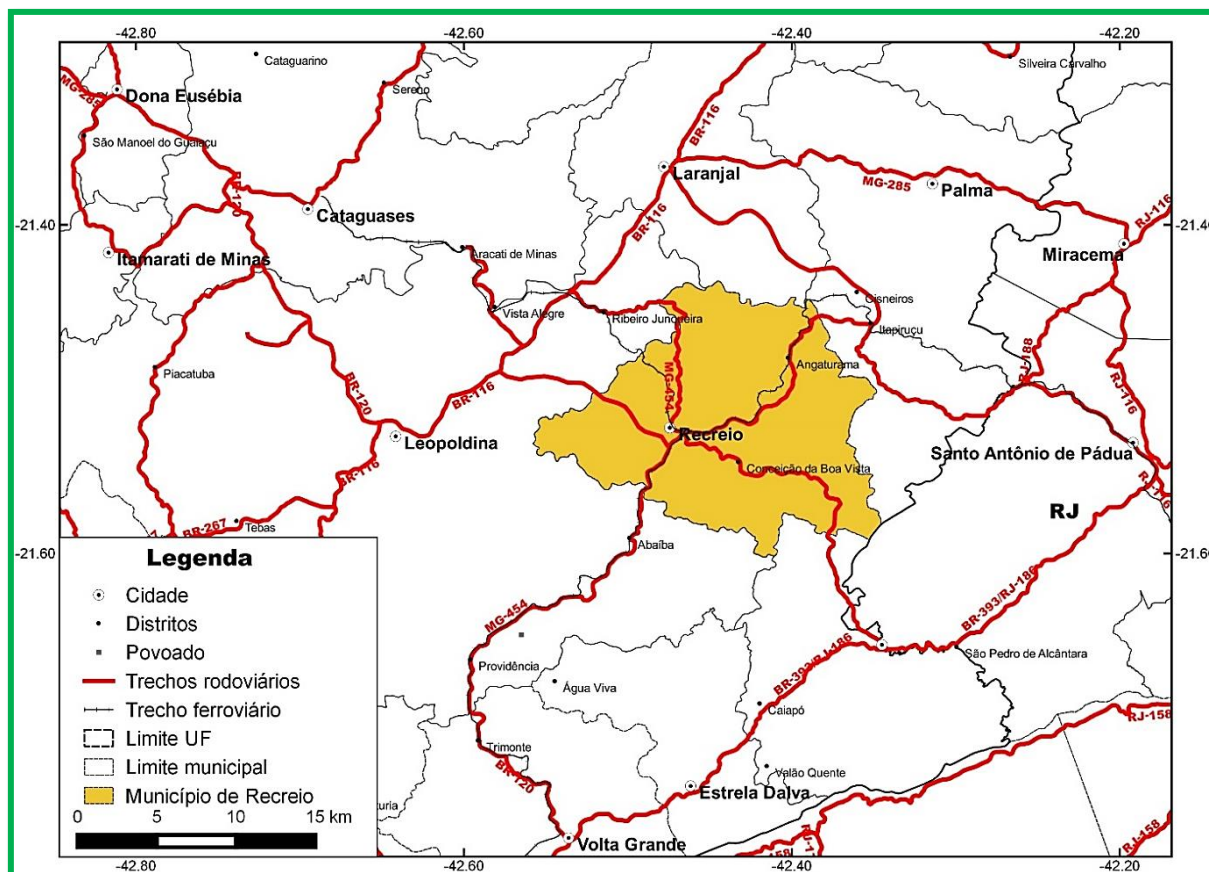 -42.80
-42.60
-42.40
-42.20
Cataguarino
Silveira Carvalho
MG-285
Dona Eusébia
Sereno
BR-116
São Manoel do Guaiaçu
Laranjal
MG-285
Palma
BR-120
Cataguases
RJ-116
-21.40
-21.40
BR-116
Miracema
Itamarati de Minas
Aracati de Minas
Cisneiros
Vista Alegre
Ribeiro Junqueira
Itapiruçu
Angaturama
RJ-188
Piacatuba
MG-454
BR-120
BR-116
RJ-116
Leopoldina
Recreio
Santo Antônio de Pádua
Conceição da Boa Vista
BR-116
RJ-116
RJ
BR-267
Tebas
Abaíba
-21.60
-21.60
BR-393/RJ-186
MG-454
São Pedro de Alcântara
Providência
BR-393/RJ-186
Água Viva
Caiapó
RJ-158
Trimonte
Valão Quente
BR-120
Estrela Dalva
turia
Volta Grande
RJ-1
158
RJ-158
Legenda
Cidade
Distritos
Povoado
Trechos rodoviários
Trecho ferroviário
Limite UF
Limite municipal
Município de Recreio
0 5 10 15 km
-42.80
-42.60
-42.40
-42.20